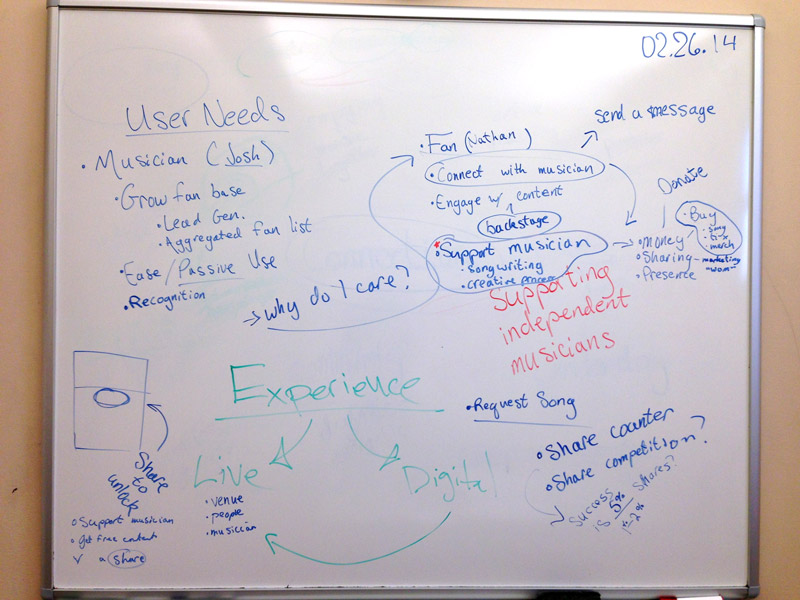 02.26.14
User Needs
• Musician (Josh)
• Grow fan base
• Lead Gen.
• Aggregated fan list
• Ease/Passive Use
• Recognition
→ why do I care?
• Fan (Nathan)
• Connect with musician
• Engage w/ content
backstage
* • Support musician
• songwriting
• creative process
send a message
Donate
• Money
• Sharing
• Presence
• Buy
- song
- tix
- merch
- marketing
- wom -
Supporting
independent
musicians
Experience
Live
• venue
• people
• musician
Digital
Share
to
unlock
• Support musician
• get free content
a share
• Request Song
• Share counter
• Share competition?
Success
is 5% shares?
1-2%